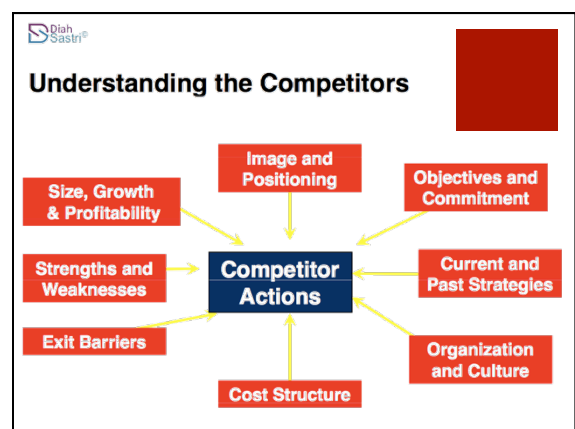 Diah
Sastri©
Understanding the Competitors
Image and
Positioning
Size, Growth
& Profitability
Objectives and
Commitment
Strengths and
Weaknesses
Competitor
Actions
Current and
Past Strategies
Exit Barriers
Organization
and Culture
Cost Structure